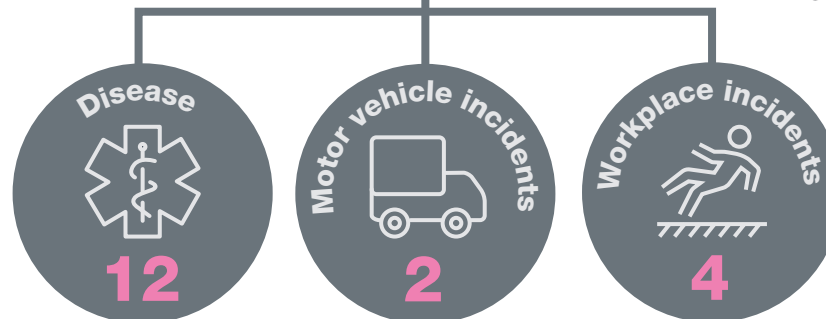 Disease
12
Motor vehicle incidents
2
Workplace incidents
4